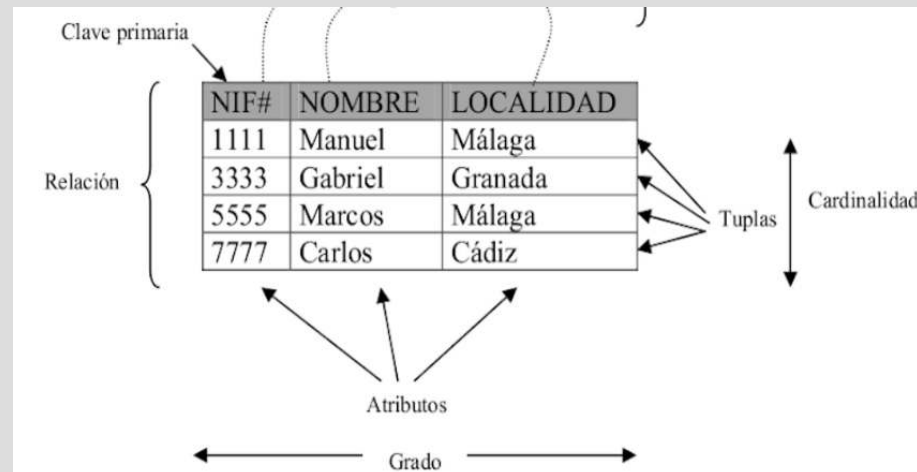 Clave primaria
NIF# NOMBRE LOCALIDAD
1111 Manuel Málaga
3333 Gabriel Granada
5555 Marcos Málaga
7777 Carlos Cádiz
Relación
Tuplas
Cardinalidad
Atributos
Grado